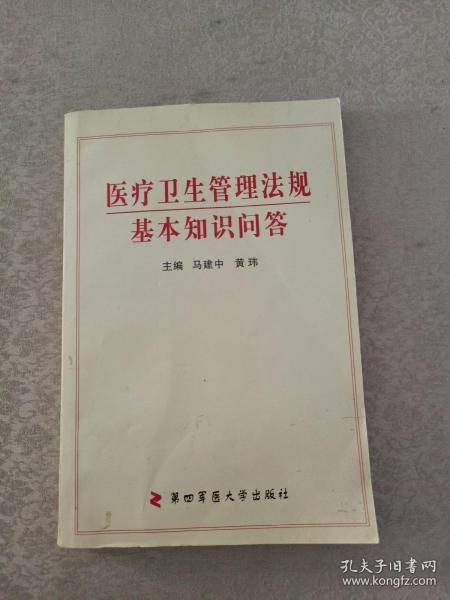 医疗卫生管理法规
基本知识问答
主编 马建中 黄玮
第四军医大学出版社
孔夫子旧书网
www.kongfz.com